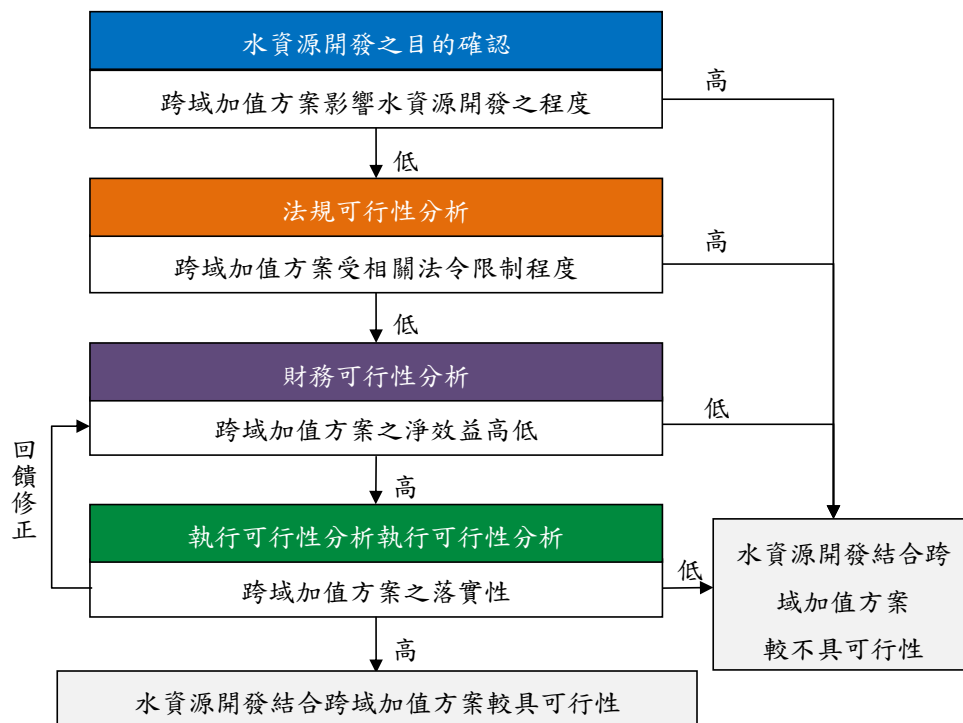 水資源開發之目的確認
跨域加值方案影響水資源開發之程度
高
低
法規可行性分析
跨域加值方案受相關法令限制程度
高
低
財務可行性分析
跨域加值方案之淨效益高低
低
回饋修正
高
執行可行性分析執行可行性分析
跨域加值方案之落實性
低
水資源開發結合跨
域加值方案
較不具可行性
高
水資源開發結合跨域加值方案較具可行性